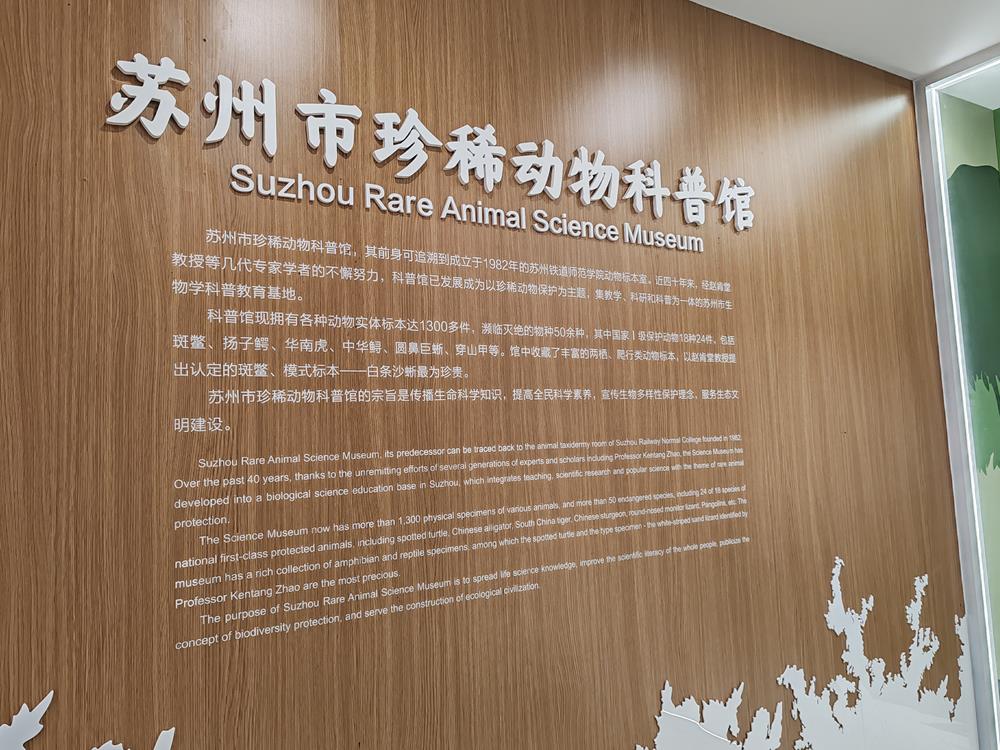 苏州市珍稀动物科普馆
Suzhou Rare Animal Science Museum
苏州市珍稀动物科普馆，其前身可追溯到成立于1982年的苏州铁道师范学院动物标本室。近四十年来，经赵肯堂
教授等几代专家学者的不懈努力，科普馆已发展成为以珍稀动物保护为主题，集教学、科研和科普为一体的苏州市生
物学科普教育基地。
科普馆现拥有各种动物实体标本达1300多件，濒临灭绝的物种50余种，其中国家Ⅰ级保护动物18种24件，包括
斑鳖、扬子鳄、华南虎、中华鲟、圆鼻巨蜥、穿山甲等。馆中收藏了丰富的两栖、爬行类动物标本，以赵肯堂教授提
出认定的斑鳖、模式标本——白条沙蜥最为珍贵。
苏州市珍稀动物科普馆的宗旨是传播生命科学知识，提高全民科学素养，宣传生物多样性保护理念，服务生态文
明建设。
Suzhou Rare Animal Science Museum, its predecessor can be traced back to the animal taxidermy room of Suzhou Railway Normal College founded in 1982.
Over the past 40 years, thanks to the unremitting efforts of several generations of experts and scholars including Professor Kentang Zhao, the Science Museum has
developed into a biological science education base in Suzhou, which integrates teaching, scientific research and popular science with the theme of rare animal
protection.
The Science Museum now has more than 1,300 physical specimens of various animals, and more than 50 endangered species, including 24 of 18 species of
national first-class protected animals, including spotted turtle, Chinese alligator, South China tiger, Chinese sturgeon, round-nosed monitor lizard, Pangolins, etc. The
museum has a rich collection of amphibian and reptile specimens, among which the spotted turtle and the type specimen - the white-striped sand lizard identified by
Professor Kentang Zhao are the most precious.
The purpose of Suzhou Rare Animal Science Museum is to spread life science knowledge, improve the scientific literacy of the whole people, publicize the
concept of biodiversity protection, and serve the construction of ecological civilization.